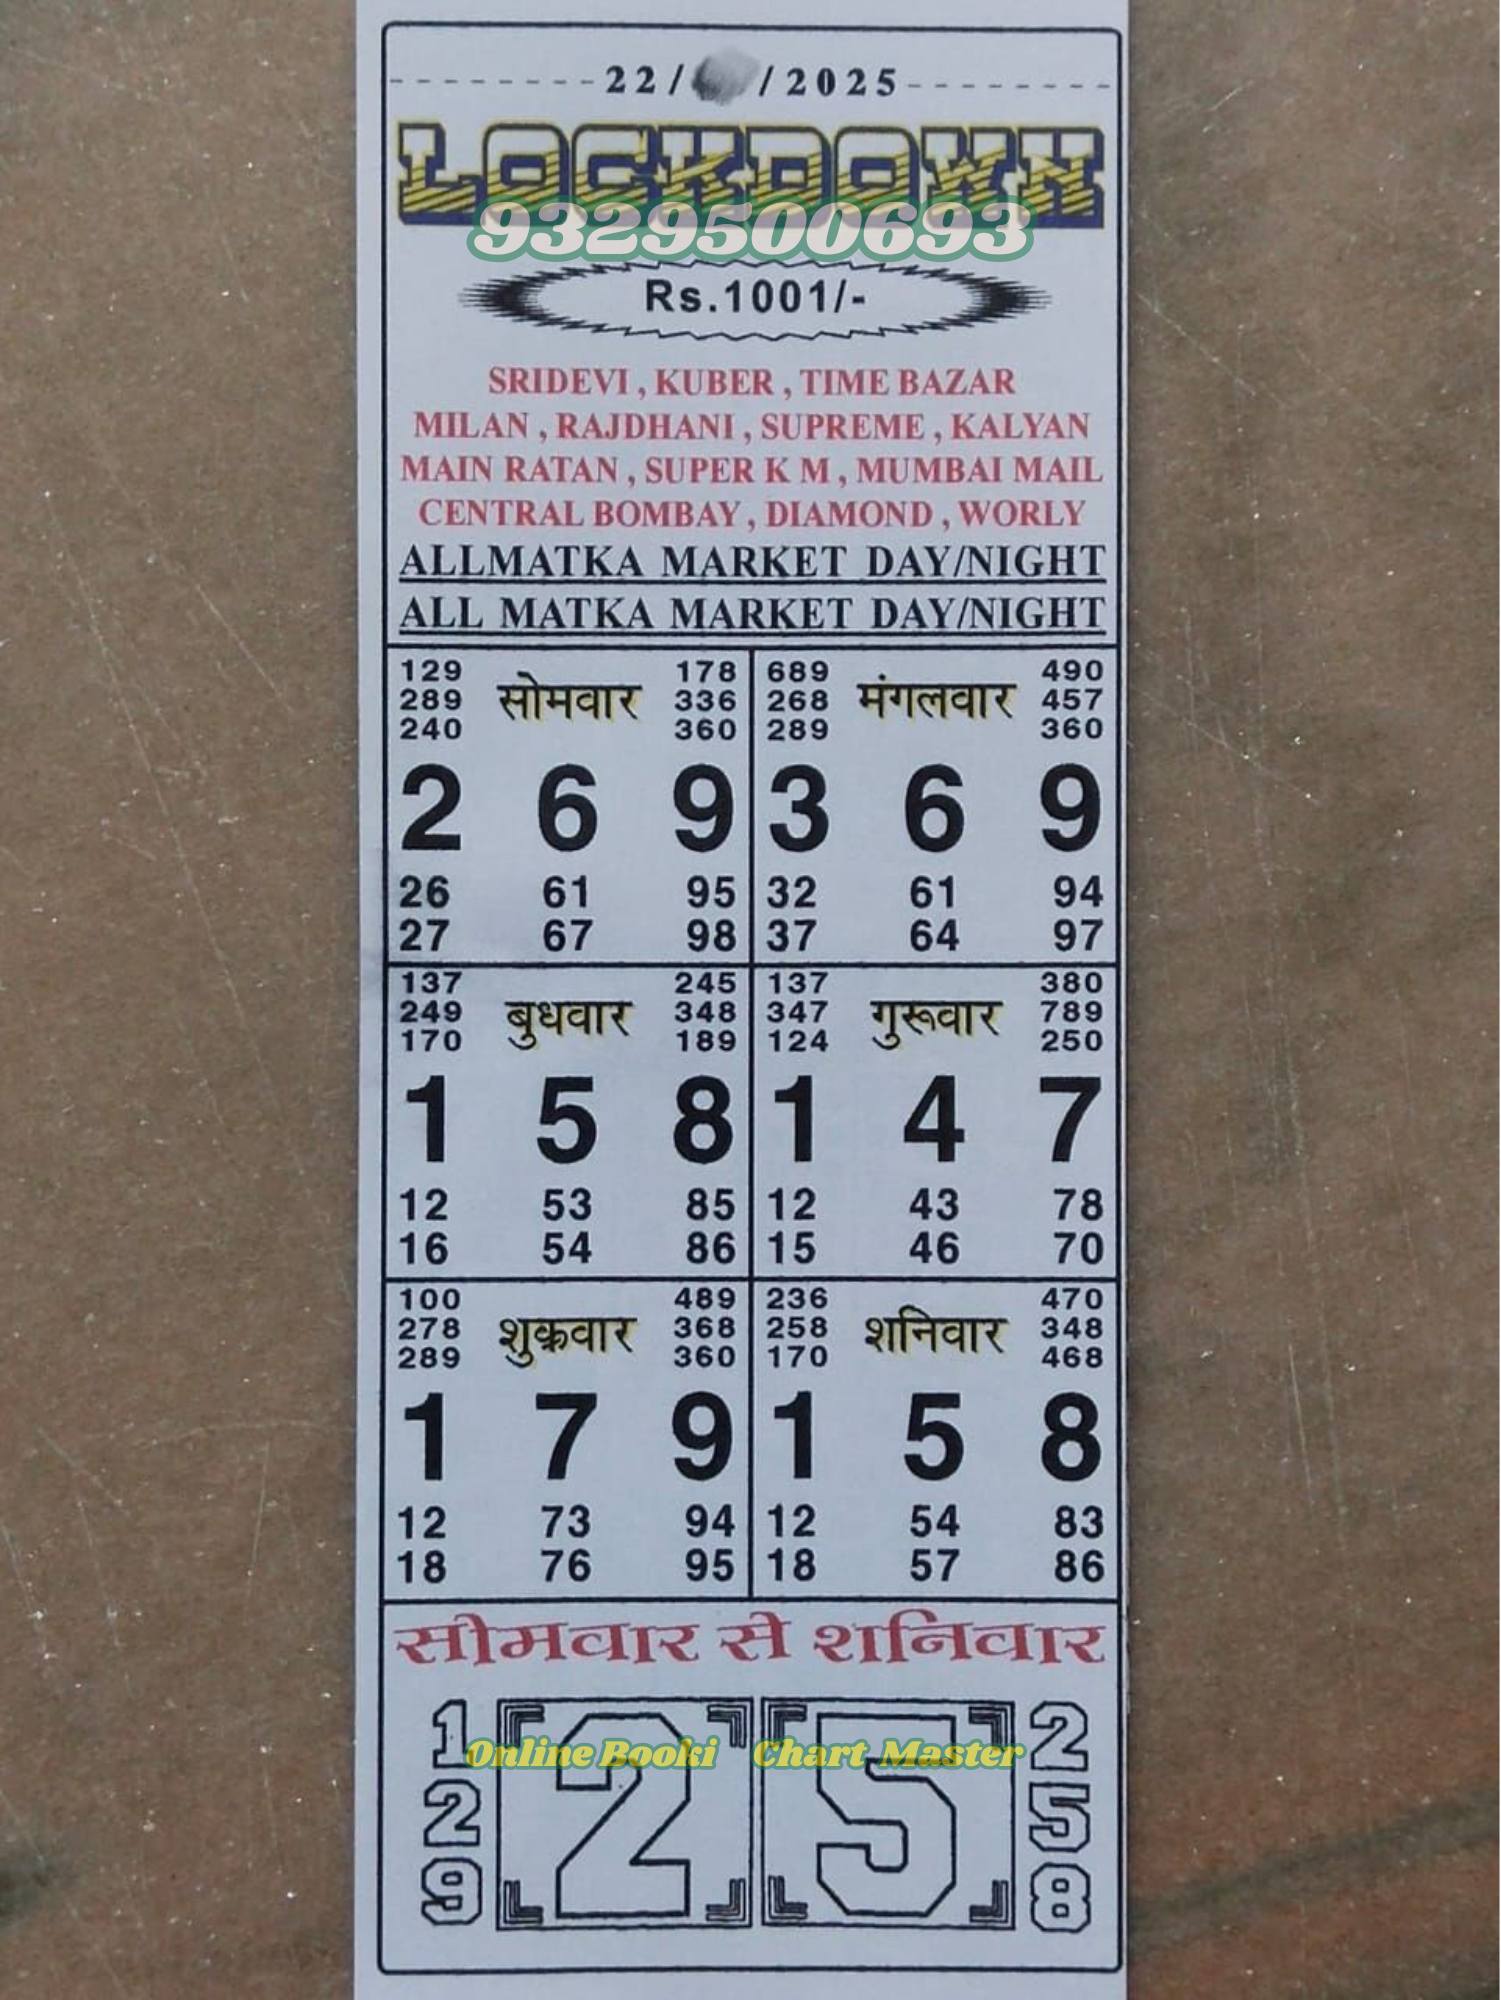 22/ /2025
LOCKDOWN
9329500693
Rs.1001/-
SRIDEVI , KUBER , TIME BAZAR
MILAN , RAJDHANI , SUPREME , KALYAN
MAIN RATAN , SUPER K M , MUMBAI MAIL
CENTRAL BOMBAY , DIAMOND , WORLY
ALLMATKA MARKET DAY/NIGHT
ALL MATKA MARKET DAY/NIGHT
129 सोमवार 178
289 336
240 360
2 6 9
26 61 95
27 67 98
689 मंगलवार 490
268 457
289 360
3 6 9
32 61 94
37 64 97
137 बुधवार 245
249 348
170 189
1 5 8
12 53 85
16 54 86
137 गुरूवार 380
347 789
124 250
1 4 7
12 43 78
15 46 70
100 शुक्रवार 489
278 368
289 360
1 7 9
12 73 94
18 76 95
236 शनिवार 470
258 348
170 468
1 5 8
12 54 83
18 57 86
सोमवार से शनिवार
129 2 5 258
Online Booki Chart Master